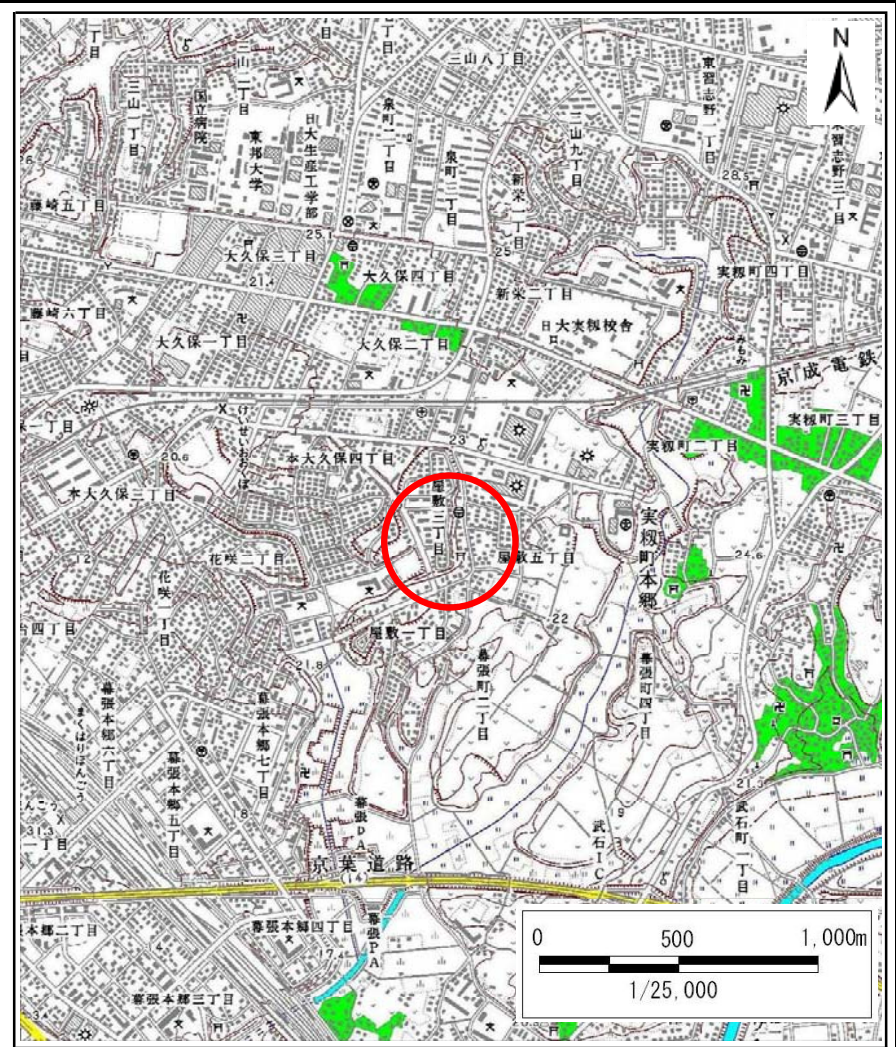 三山八丁目
三山二丁目
三山一丁目
国立病院
東邦大学
日大生産工学部
泉町二丁目
泉町一丁目
新栄一丁目
三山九丁目
東習志野一丁目
東習志野三丁目
N
28.5
藤崎五丁目
25.1
大久保三丁目
21.4
大久保四丁目
25
実籾町四丁目
新栄二丁目
藤崎六丁目
日大実籾校舎
大久保一丁目
大久保二丁目
みもみ
京成電鉄
実籾町三丁目
実籾町二丁目
けいせいおおくぼ
20.6
23
本大久保四丁目
本大久保三丁目
屋敷三丁目
実籾町本郷
24.6
12
花咲二丁目
屋敷五丁目
花咲一丁目
22
屋敷一丁目
21.8
幕張町二丁目
幕張町四丁目
幕張本郷六丁目
幕張本郷七丁目
まくはりほんごう
幕張本郷五丁目
21.3
18
31.3
9
幕張PA
武石IC
武石町一丁目
京葉道路
(14)
幕張本郷四丁目
17.4
幕張PA
幕張本郷三丁目
0 500 1,000m
1/25,000